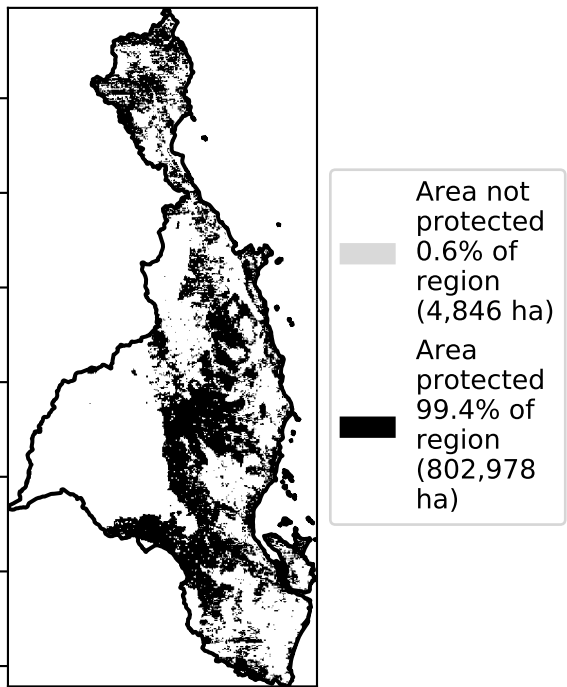 Area not
protected
0.6% of
region
(4,846 ha)
Area
protected
99.4% of
region
(802,978
ha)